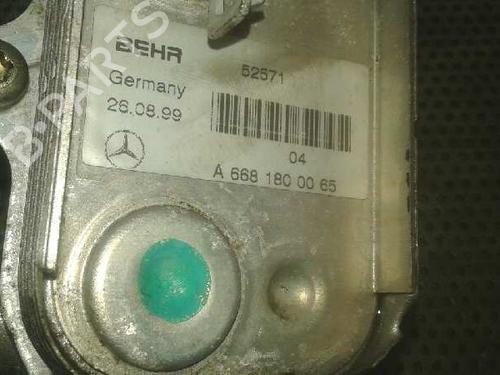 BEHR
52571
Germany
26.08.99
04
A 668 180 00 65
B-PARTS